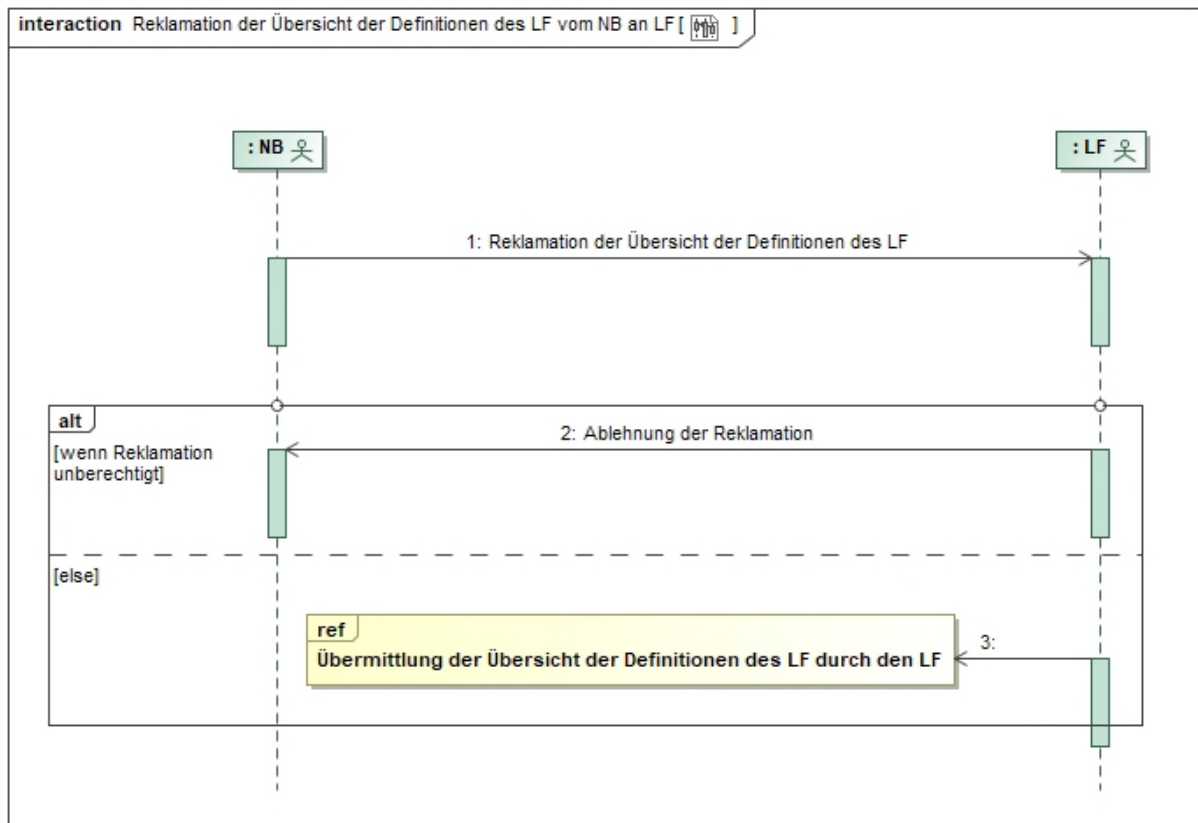 interaction Reklamation der Übersicht der Definitionen des LF vom NB an LF [ ]
: NB
: LF
1: Reklamation der Übersicht der Definitionen des LF
alt
[wenn Reklamation
unberechtigt]
2: Ablehnung der Reklamation
[else]
ref
Übermittlung der Übersicht der Definitionen des LF durch den LF
3: